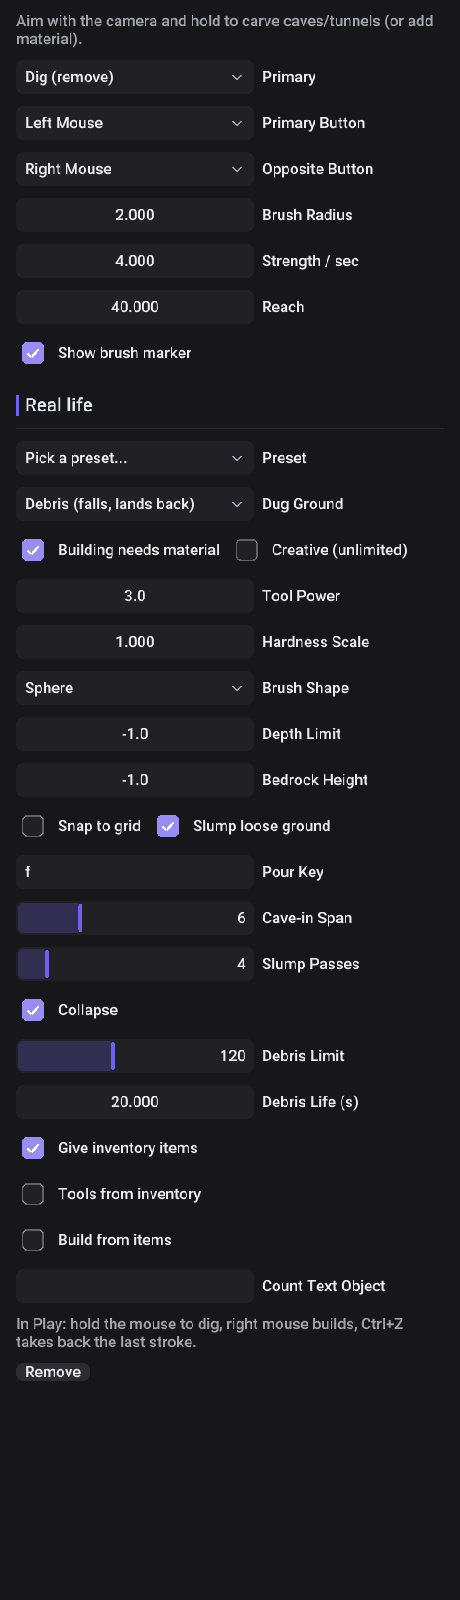 Aim with the camera and hold to carve caves/tunnels (or add
material).
Dig (remove) Primary
Left Mouse Primary Button
Right Mouse Opposite Button
2.000 Brush Radius
4.000 Strength / sec
40.000 Reach
Show brush marker
Real life
Pick a preset... Preset
Debris (falls, lands back) Dug Ground
Building needs material Creative (unlimited)
3.0 Tool Power
1.000 Hardness Scale
Sphere Brush Shape
-1.0 Depth Limit
-1.0 Bedrock Height
Snap to grid Slump loose ground
f Pour Key
6 Cave-in Span
4 Slump Passes
Collapse
120 Debris Limit
20.000 Debris Life (s)
Give inventory items
Tools from inventory
Build from items
Count Text Object
In Play: hold the mouse to dig, right mouse builds, Ctrl+Z
takes back the last stroke.
Remove